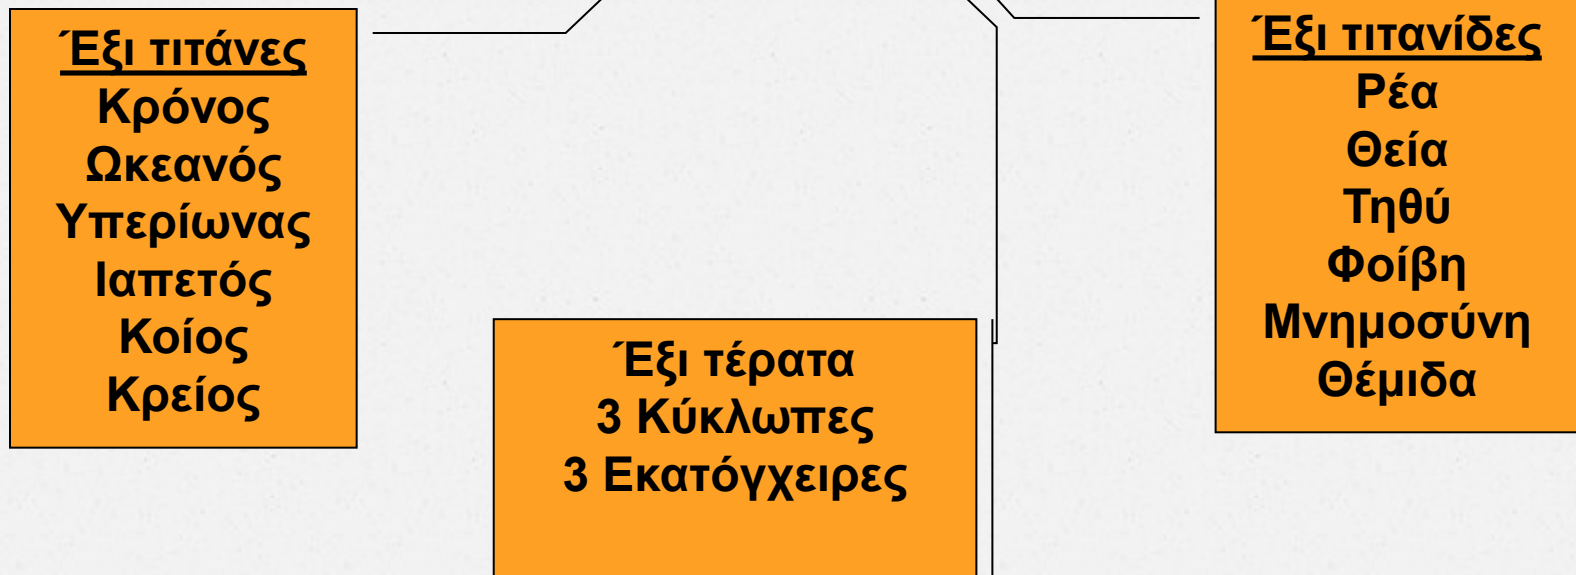 Έξι τιτάνες
Κρόνος
Ωκεανός
Υπερίωνας
Ιαπετός
Κοίος
Κρείος
Έξι τέρατα
3 Κύκλωπες
3 Εκατόγχειρες
Έξι τιτανίδες
Ρέα
Θεία
Τηθύ
Φοίβη
Μνημοσύνη
Θέμιδα